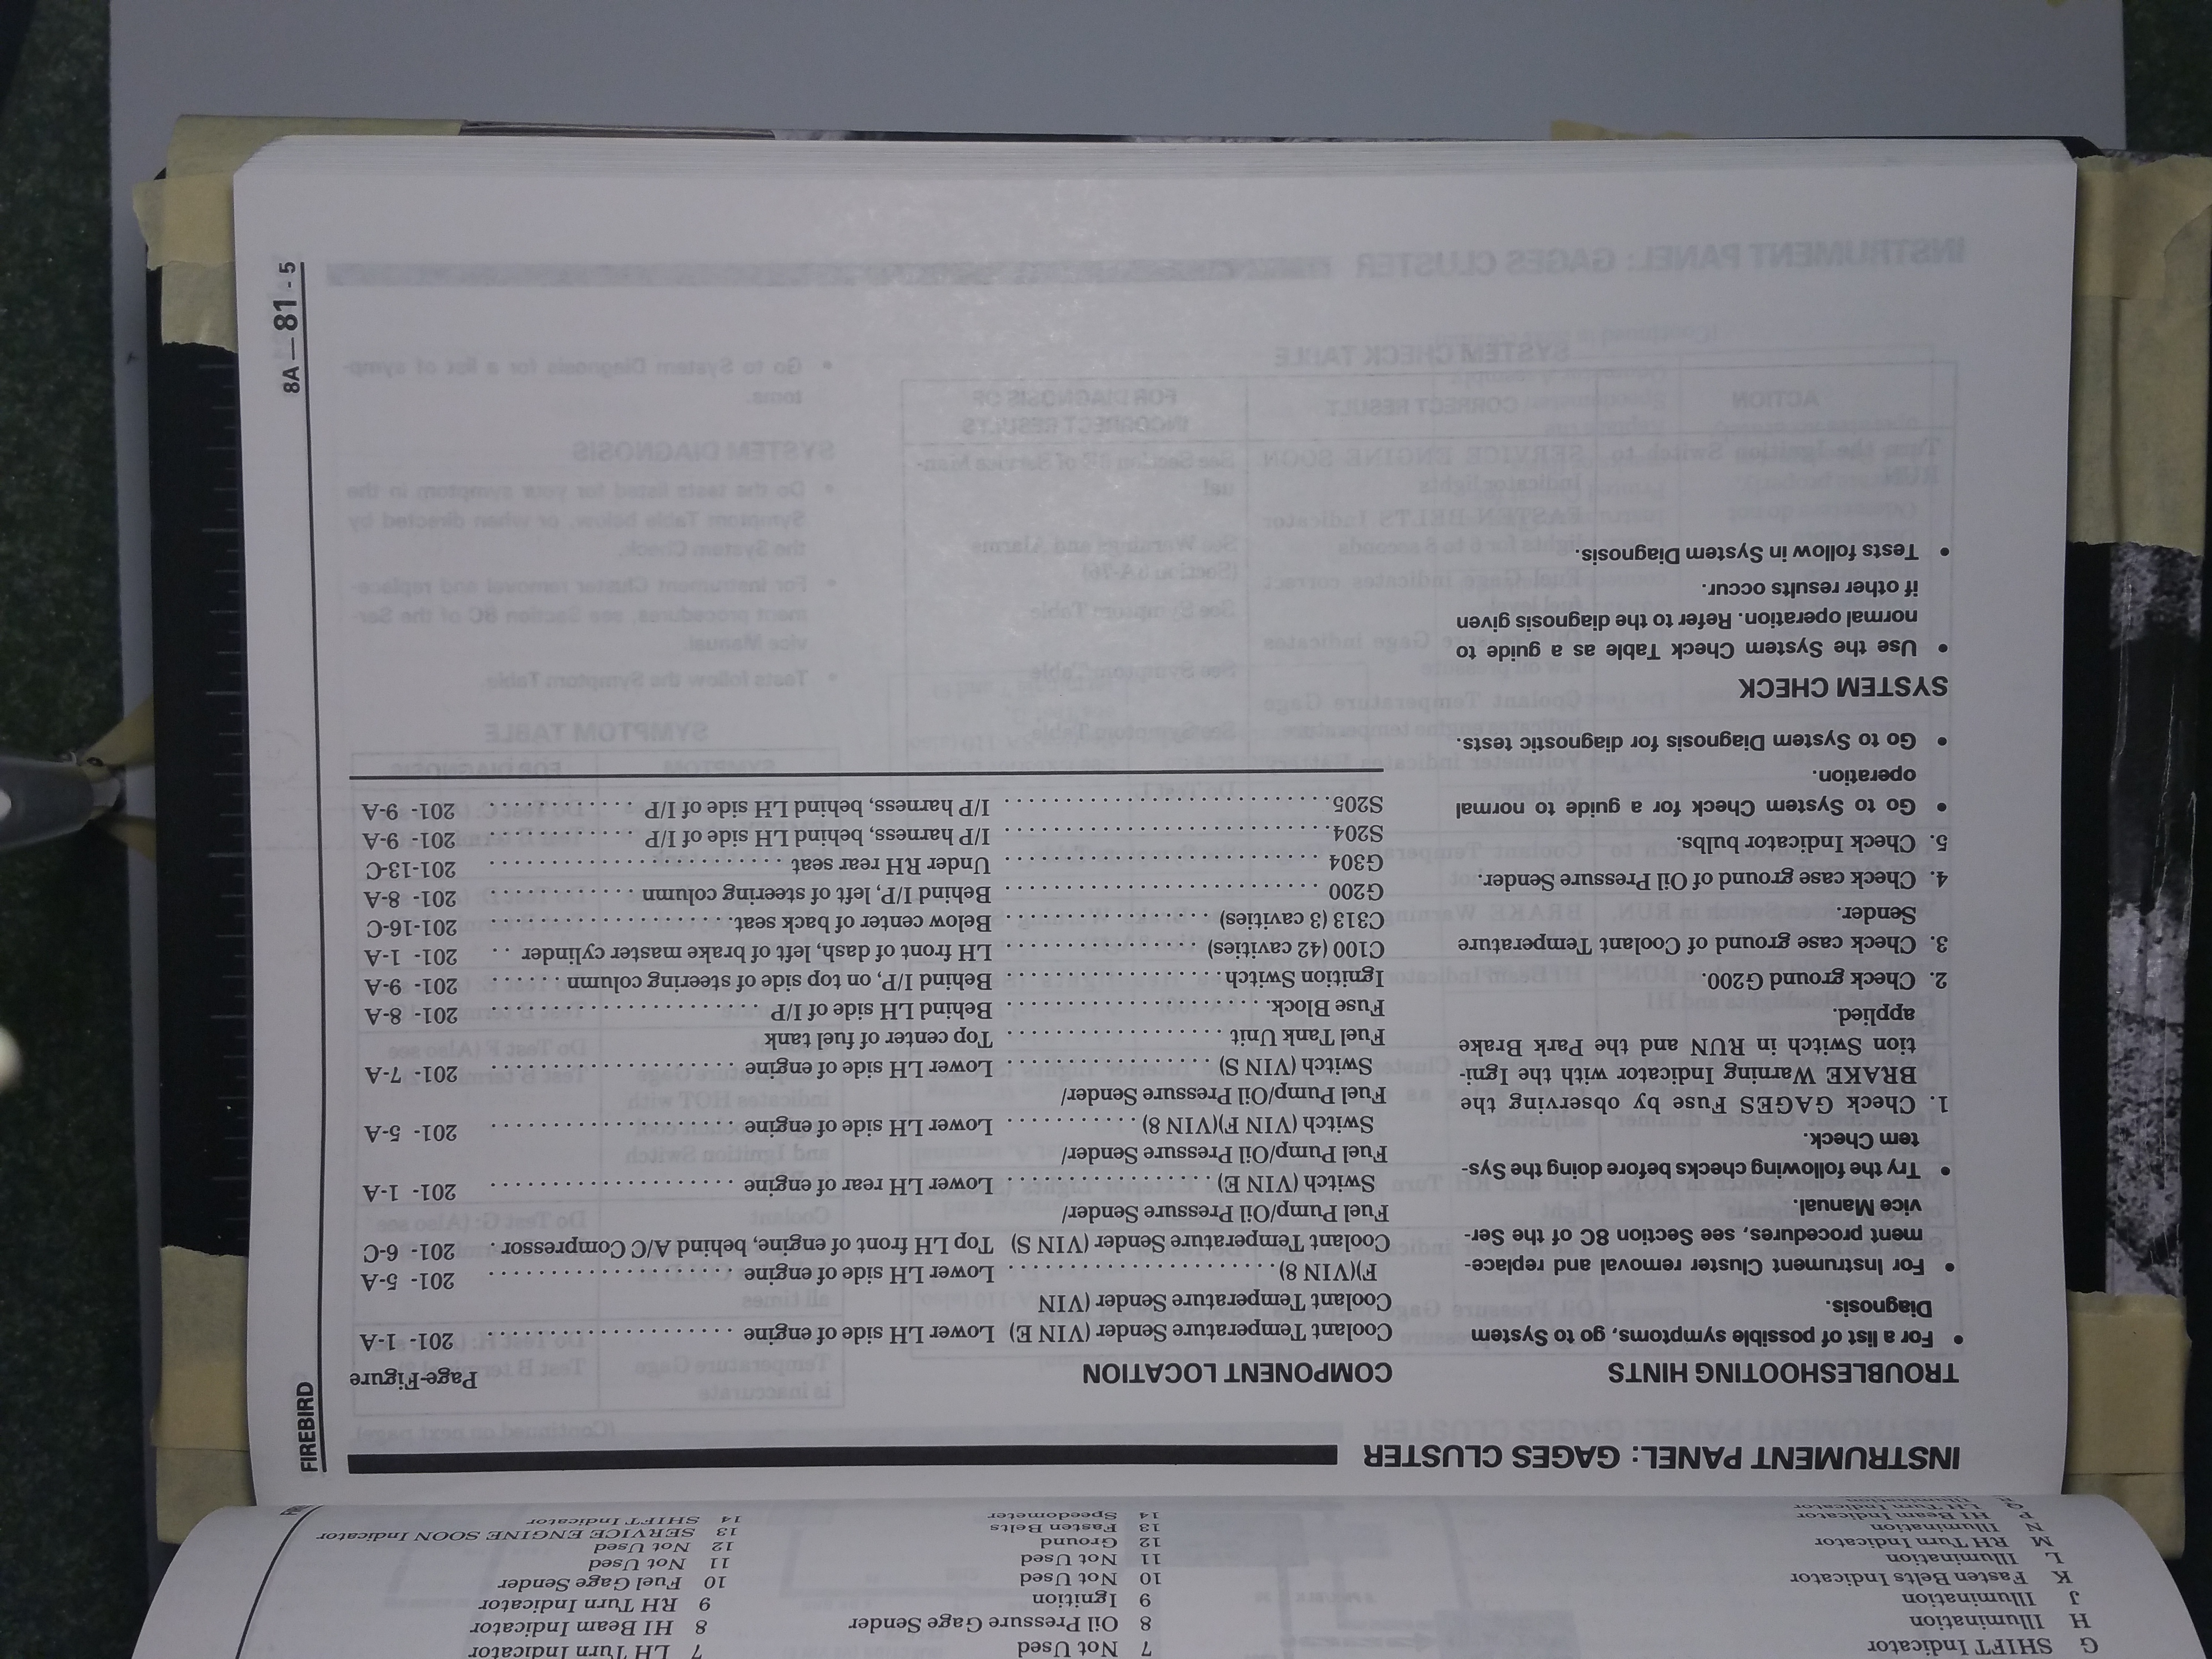 G SHIFT Indicator
H Illumination
J Illumination
K Fasten Belts Indicator
L Illumination
M RH Turn Indicator
N Illumination
P HI Beam Indicator
Q LH Turn Indicator
7 Not Used
8 Oil Pressure Gage Sender
9 Ignition
10 Not Used
11 Not Used
12 Ground
13 Fasten Belts
14 Speedometer
7 LH Turn Indicator
8 HI Beam Indicator
9 RH Turn Indicator
10 Fuel Gage Sender
11 Not Used
12 Not Used
13 SERVICE ENGINE SOON Indicator
14 SHIFT Indicator
INSTRUMENT PANEL: GAGES CLUSTER
FIREBIRD
8A — 81 - 5
TROUBLESHOOTING HINTS
• For a list of possible symptoms, go to System
Diagnosis.
• For Instrument Cluster removal and replace-
ment procedures, see Section 8C of the Ser-
vice Manual.
• Try the following checks before doing the Sys-
tem Check.
1. Check GAGES Fuse by observing the
BRAKE Warning Indicator with the Igni-
tion Switch in RUN and the Park Brake
applied.
2. Check ground G200.
3. Check case ground of Coolant Temperature
Sender.
4. Check case ground of Oil Pressure Sender.
5. Check Indicator bulbs.
• Go to System Check for a guide to normal
operation.
• Go to System Diagnosis for diagnostic tests.
SYSTEM CHECK
• Use the System Check Table as a guide to
normal operation. Refer to the diagnosis given
if other results occur.
• Tests follow in System Diagnosis.
COMPONENT LOCATION Page-Figure
Coolant Temperature Sender (VIN E) Lower LH side of engine . . . . . . . . . . . . . . . . . . . . . 201- 1-A
Coolant Temperature Sender (VIN
F)(VIN 8) . . . . . . . . . . . . . . . . . . . . . . . Lower LH side of engine . . . . . . . . . . . . . . . . . . . . . 201- 5-A
Coolant Temperature Sender (VIN S) Top LH front of engine, behind A/C Compressor . 201- 6-C
Fuel Pump/Oil Pressure Sender/
Switch (VIN E) . . . . . . . . . . . . . . . . . . . Lower LH rear of engine . . . . . . . . . . . . . . . . . . . . . 201- 1-A
Fuel Pump/Oil Pressure Sender/
Switch (VIN F)(VIN 8) . . . . . . . . . . . . Lower LH side of engine . . . . . . . . . . . . . . . . . . . . . 201- 5-A
Fuel Pump/Oil Pressure Sender/
Switch (VIN S) . . . . . . . . . . . . . . . . . . . Lower LH side of engine . . . . . . . . . . . . . . . . . . . . . 201- 7-A
Fuel Tank Unit . . . . . . . . . . . . . . . . . . . Top center of fuel tank
Fuse Block. . . . . . . . . . . . . . . . . . . . . . . Behind LH side of I/P . . . . . . . . . . . . . . . . . . . . . . . 201- 8-A
Ignition Switch . . . . . . . . . . . . . . . . . . . Behind I/P, on top side of steering column . . . . . . 201- 9-A
C100 (42 cavities) . . . . . . . . . . . . . . . . . LH front of dash, left of brake master cylinder . . 201- 1-A
C313 (3 cavities) . . . . . . . . . . . . . . . . . . Below center of back seat . . . . . . . . . . . . . . . . . . . . 201-16-C
G200 . . . . . . . . . . . . . . . . . . . . . . . . . . . Behind I/P, left of steering column . . . . . . . . . . . . 201- 8-A
G304 . . . . . . . . . . . . . . . . . . . . . . . . . . . Under RH rear seat . . . . . . . . . . . . . . . . . . . . . . . . . 201-13-C
S204 . . . . . . . . . . . . . . . . . . . . . . . . . . . I/P harness, behind LH side of I/P . . . . . . . . . . . . 201- 9-A
S205 . . . . . . . . . . . . . . . . . . . . . . . . . . . I/P harness, behind LH side of I/P . . . . . . . . . . . . 201- 9-A